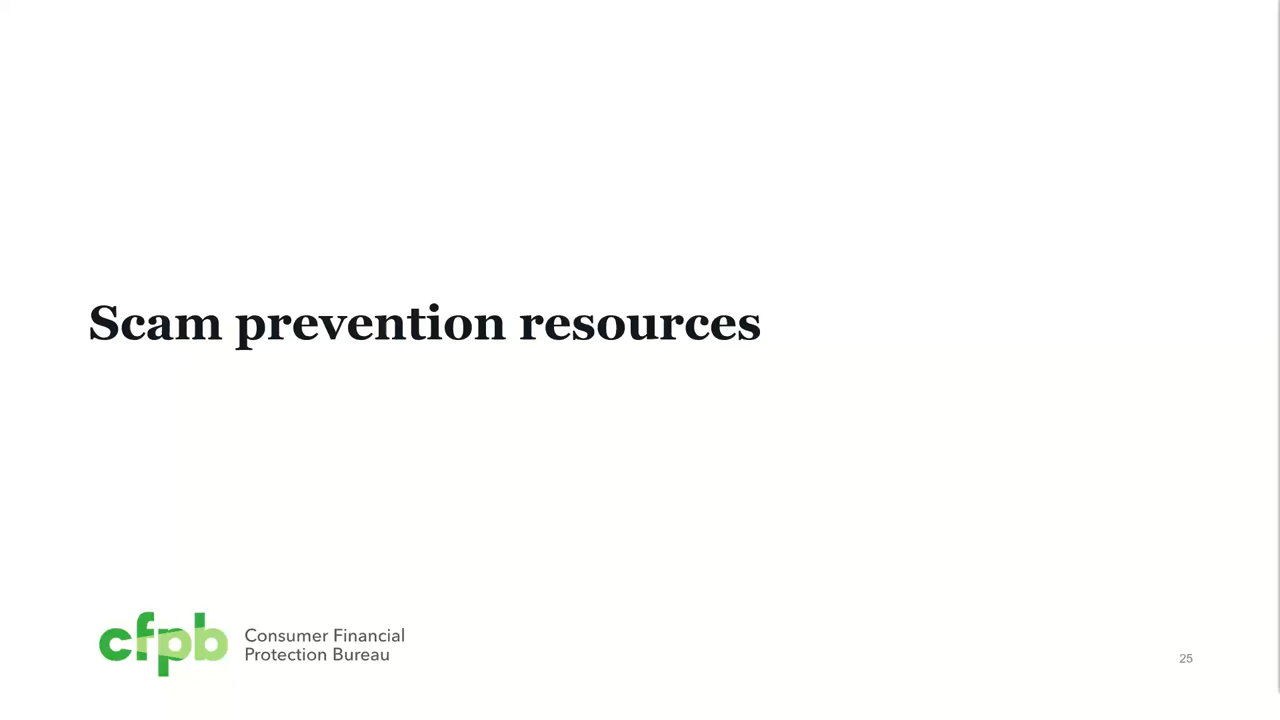 Scam prevention resources
cfpb
Consumer Financial
Protection Bureau
25